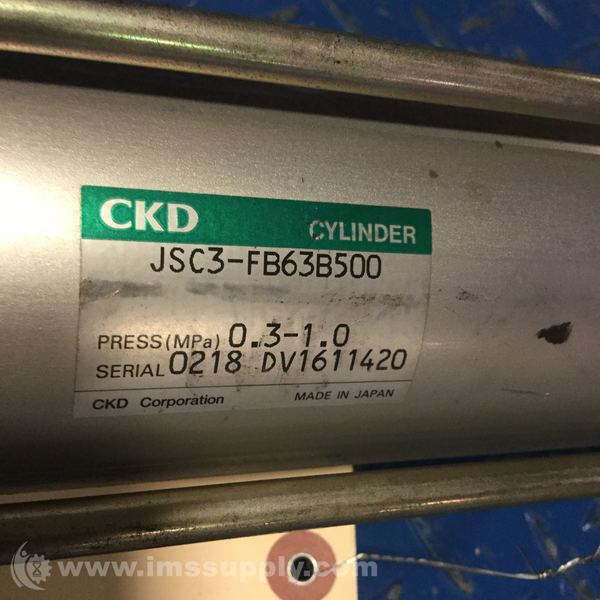 CKD
CYLINDER
JSC3-FB63B500
PRESS(MPa) 0.3-1.0
SERIAL 0218 DV1611420
CKD Corporation MADE IN JAPAN
www.imssupply.com